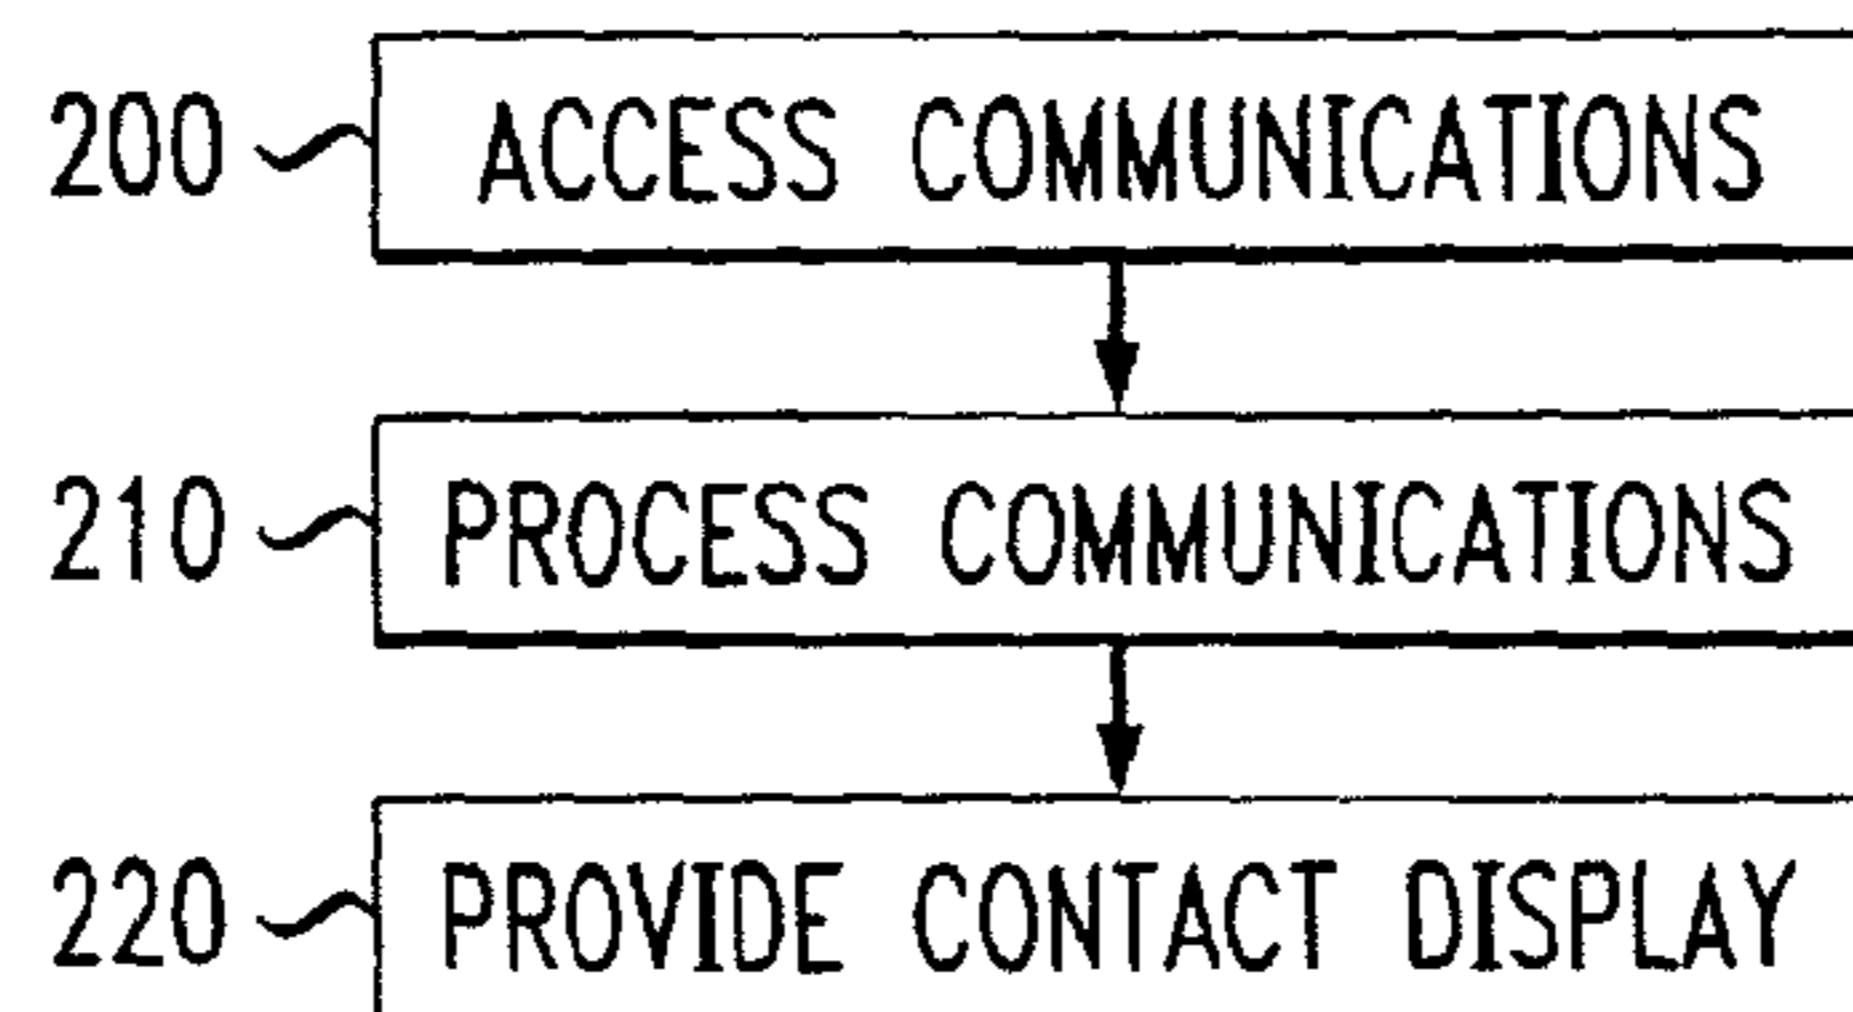 200 ACCESS COMMUNICATIONS
210 PROCESS COMMUNICATIONS
220 PROVIDE CONTACT DISPLAY